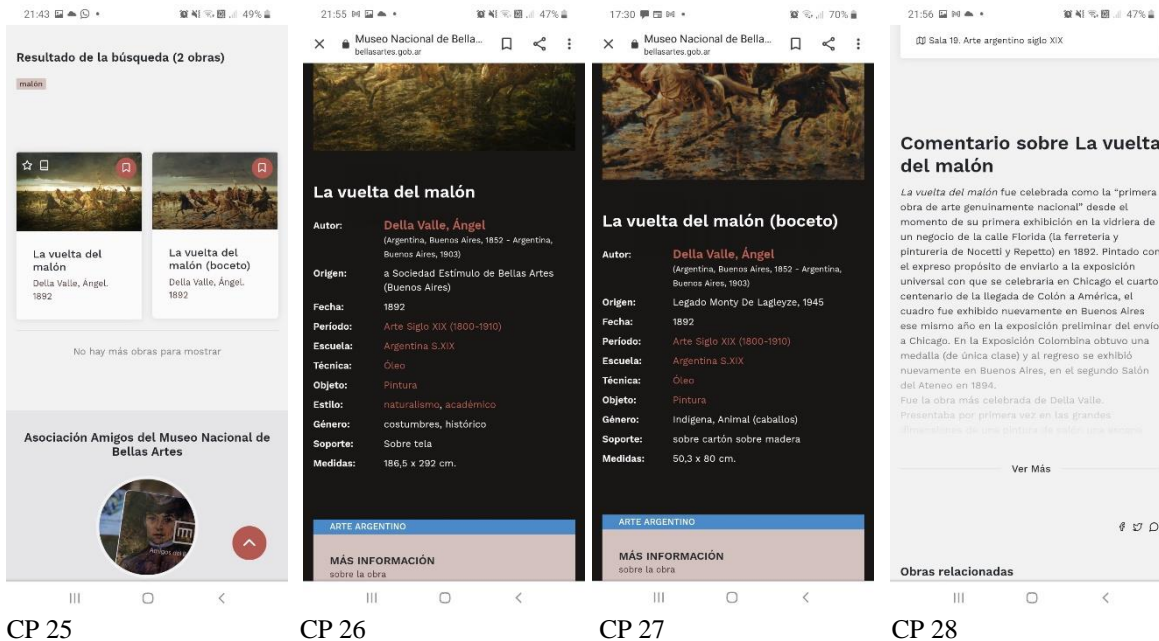 21:43
49%
Resultado de la búsqueda (2 obras)
malón
La vuelta del
malón
Della Valle, Ángel.
1892
La vuelta del
malón (boceto)
Della Valle, Ángel.
1892
No hay más obras para mostrar
Asociación Amigos del Museo Nacional de
Bellas Artes
CP 25
21:55
47%
Museo Nacional de Bella...
bellasartes.gob.ar
La vuelta del malón
Autor: Della Valle, Ángel
(Argentina, Buenos Aires, 1852 - Argentina,
Buenos Aires, 1903)
Origen: a Sociedad Estímulo de Bellas Artes
(Buenos Aires)
Fecha: 1892
Período: Arte Siglo XIX (1800-1910)
Escuela: Argentina S.XIX
Técnica: Óleo
Objeto: Pintura
Estilo: naturalismo, académico
Género: costumbres, histórico
Soporte: Sobre tela
Medidas: 186,5 x 292 cm.
ARTE ARGENTINO
MÁS INFORMACIÓN
sobre la obra
CP 26
17:30
70%
Museo Nacional de Bella...
bellasartes.gob.ar
La vuelta del malón (boceto)
Autor: Della Valle, Ángel
(Argentina, Buenos Aires, 1852 - Argentina,
Buenos Aires, 1903)
Origen: Legado Monty De Lagleyze, 1945
Fecha: 1892
Período: Arte Siglo XIX (1800-1910)
Escuela: Argentina S.XIX
Técnica: Óleo
Objeto: Pintura
Género: Indígena, Animal (caballos)
Soporte: sobre cartón sobre madera
Medidas: 50,3 x 80 cm.
ARTE ARGENTINO
MÁS INFORMACIÓN
sobre la obra
CP 27
21:56
47%
Sala 19. Arte argentino siglo XIX
Comentario sobre La vuelta
del malón
La vuelta del malón fue celebrada como la “primera
obra de arte genuinamente nacional” desde el
momento de su primera exhibición en la vidriera de
un negocio de la calle Florida (la ferretería y
pinturería de Nocetti y Repetto) en 1892. Pintado con
el expreso propósito de enviarlo a la exposición
universal con que se celebraría en Chicago el cuarto
centenario de la llegada de Colón a América, el
cuadro fue exhibido nuevamente en Buenos Aires
ese mismo año en la exposición preliminar del envío
a Chicago. En la Exposición Colombina obtuvo una
medalla (de única clase) y al regreso se exhibió
nuevamente en Buenos Aires, en el segundo Salón
del Ateneo en 1894.
Fue la obra más celebrada de Della Valle.
Presentaba por primera vez en las grandes
Ver Más
Obras relacionadas
CP 28